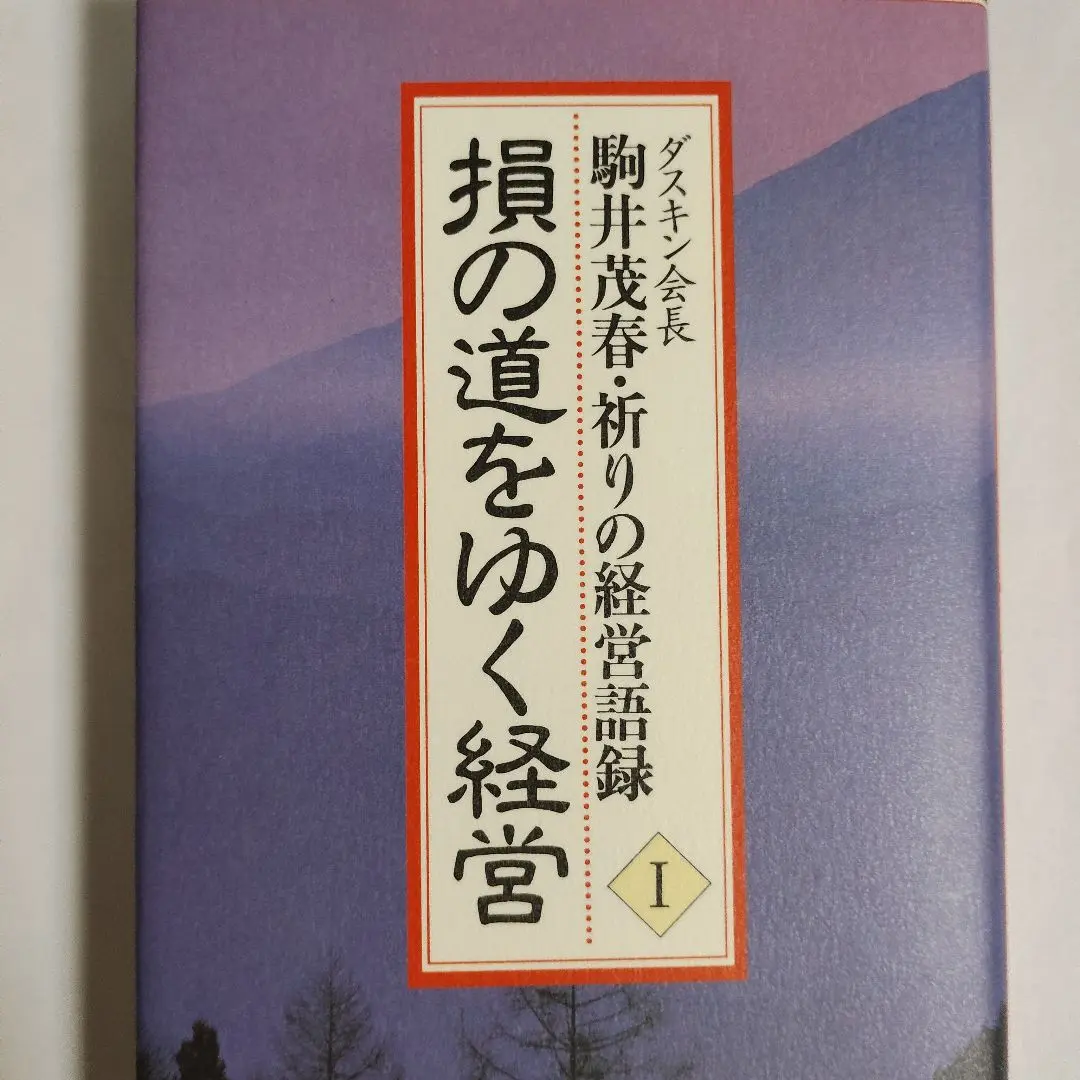 ダスキン会長
駒井茂春・祈りの経営語録
I
損の道をゆく経営